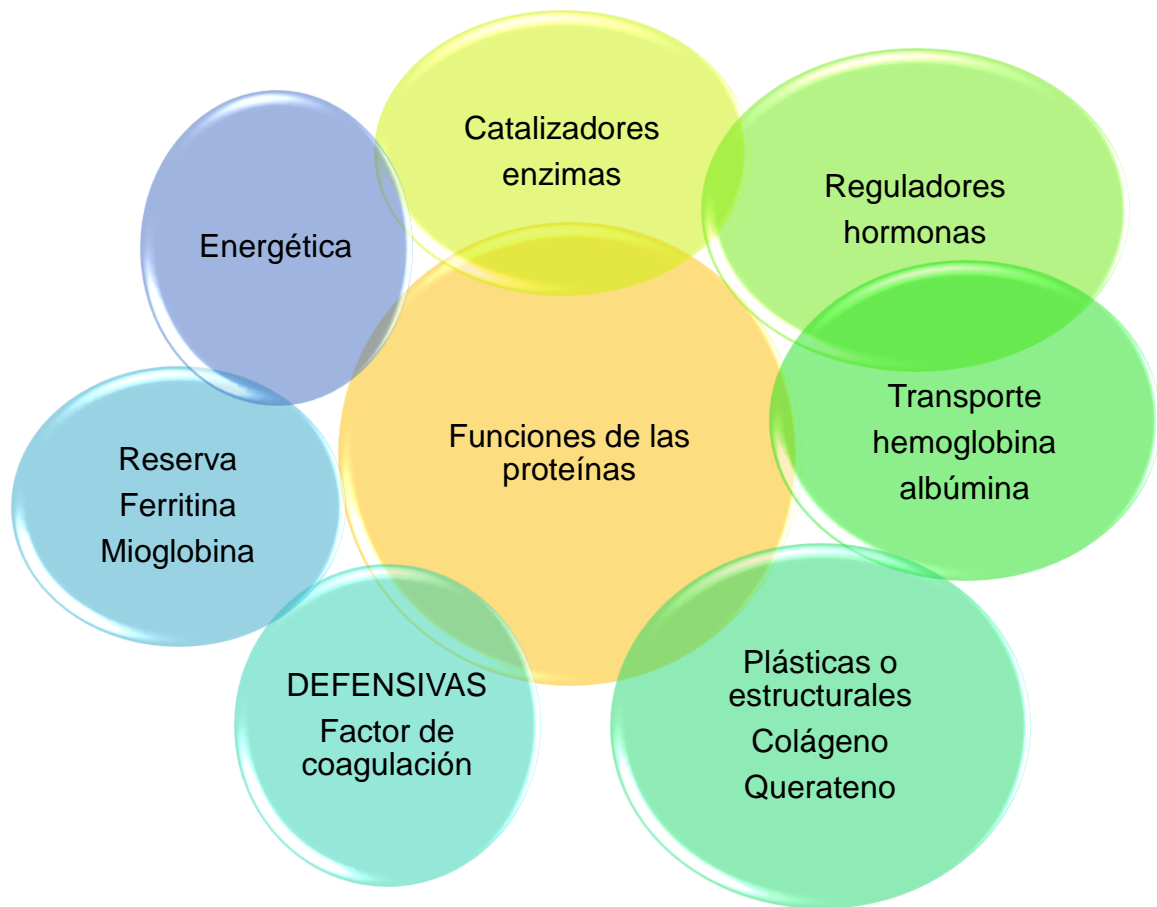 Catalizadores
enzimas
Reguladores
hormonas
Energética
Transporte
hemoglobina
albúmina
Funciones de las
proteínas
Reserva
Ferritina
Mioglobina
Plásticas o
estructurales
Colágeno
Querateno
DEFENSIVAS
Factor de
coagulación